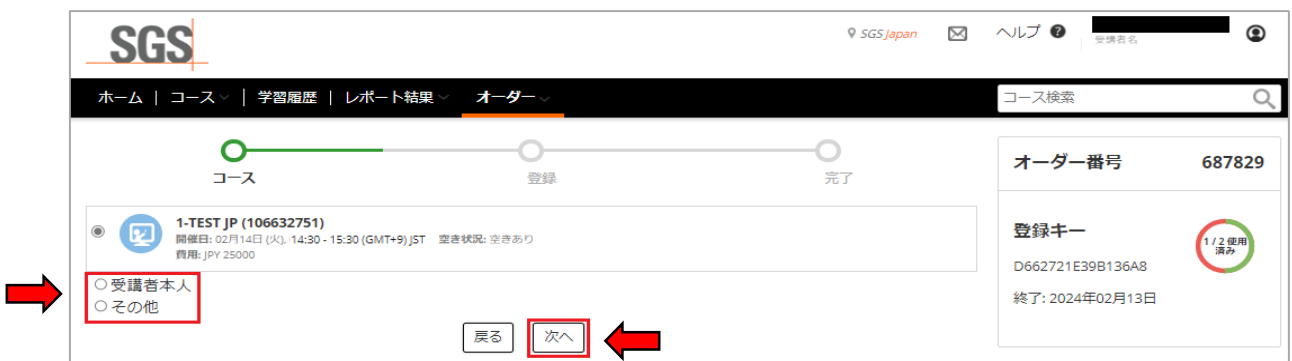 SGS
SGS Japan
ヘルプ ?
受講者名
ホーム | コース | 学習履歴 | レポート結果 オーダー
コース検索
コース
登録
完了
1-TEST JP (106632751)
開催日: 02月14日 (火), 14:30 - 15:30 (GMT+9) JST 空き状況: 空きあり
費用: JPY 25000
受講者本人
その他
戻る
次へ
オーダー番号 687829
登録キー
1 / 2 使用
済み
D662721E39B136A8
終了: 2024年02月13日